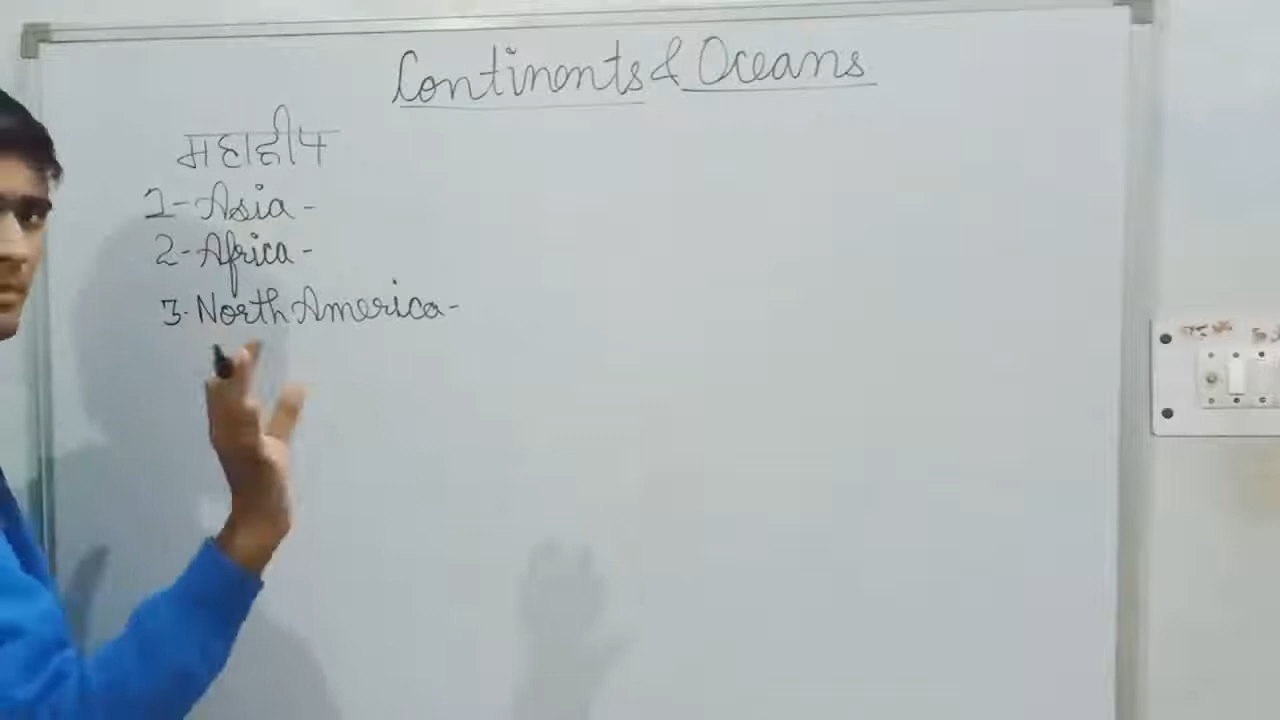 Continents & Oceans
महाद्वीप
1- Asia -
2- Africa -
3- North America -